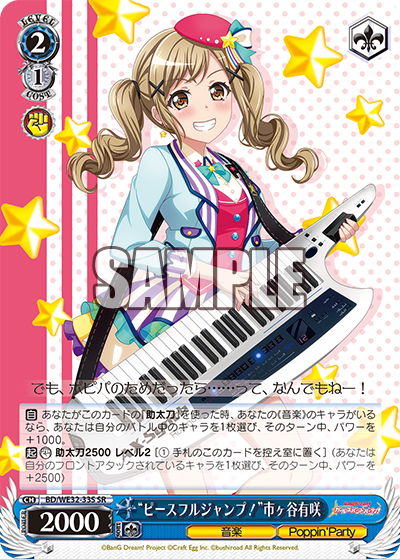 LEVEL
2
1
COST
SAMPLE
X-Sy
でも、ポピパのためだったら……って、なんでもねー！
自 あなたがこのカードの「助太刀」を使った時、あなたの《音楽》のキャラがいる
なら、あなたは自分のバトル中のキャラを1枚選び、そのターン中、パワーを
+1000。
起 助太刀2500 レベル2 [① 手札のこのカードを控え室に置く] (あなたは
自分のフロントアタックされているキャラを1枚選び、そのターン中、パワーを
+2500)
CH BD/WE32-33S SR
2000
“ピースフルジャンプ！”市ヶ谷有咲
音楽
Poppin'Party
©BanG Dream! Project ©Craft Egg Inc. ©bushiroad All Rights Reserved.